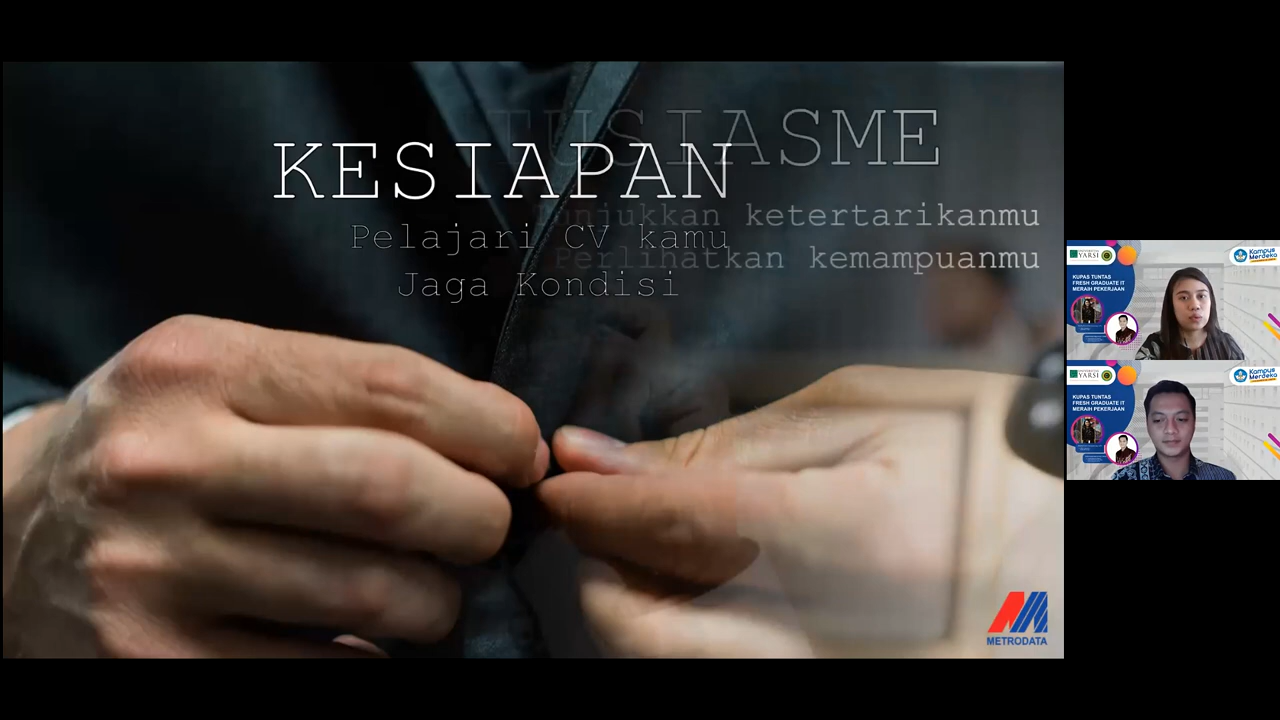 KESIAPAN
Pelajari CV kamu
Jaga Kondisi
TUSIASME
Tunjukkan ketertarikanmu
Perlihatkan kemampuanmu
METRODATA
YARSI
Kampus
Merdeka
KUPAS TUNTAS
FRESH GRADUATE IT
MERAIH PEKERJAAN
YARSI
Kampus
Merdeka
KUPAS TUNTAS
FRESH GRADUATE IT
MERAIH PEKERJAAN